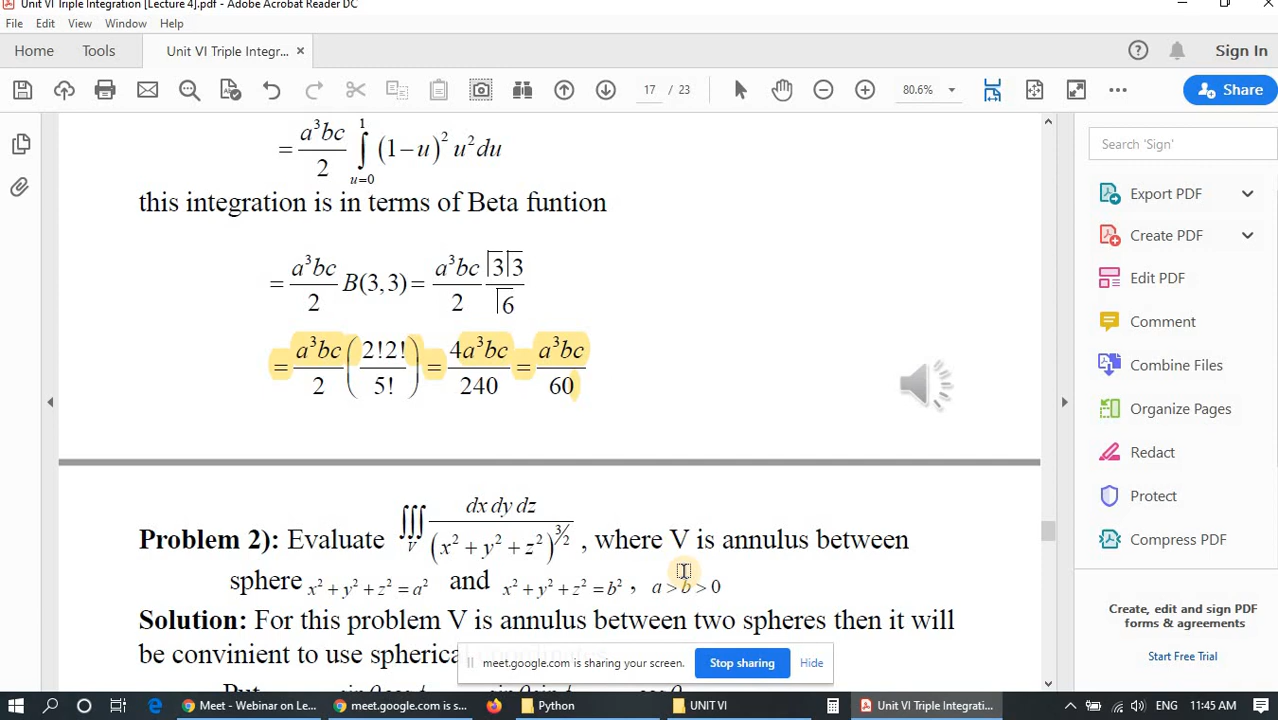 Unit VI Triple Integration [Lecture 4].pdf - Adobe Acrobat Reader DC
File Edit View Window Help
Home Tools Unit VI Triple Integr... × Sign In
17 / 23 80.6% Share
= a³bc/2 ∫_{u=0}^{1} (1−u)² u² du
this integration is in terms of Beta funtion
= a³bc/2 B(3,3) = a³bc/2 ⌈3⌈3/⌈6
= a³bc/2 (2!2!/5!) = 4a³bc/240 = a³bc/60
Problem 2): Evaluate ∭_V dx dy dz/(x² + y² + z²)^{3/2} , where V is annulus between
sphere x² + y² + z² = a² and x² + y² + z² = b² , a > b > 0
Solution: For this problem V is annulus between two spheres then it will
be convinient to use spheric
Put
Search 'Sign'
Export PDF
Create PDF
Edit PDF
Comment
Combine Files
Organize Pages
Redact
Protect
Compress PDF
Create, edit and sign PDF
forms & agreements
Start Free Trial
meet.google.com is sharing your screen. Stop sharing Hide
Meet - Webinar on Le... meet.google.com is s... Python UNIT VI Unit VI Triple Integrati... ENG 11:45 AM